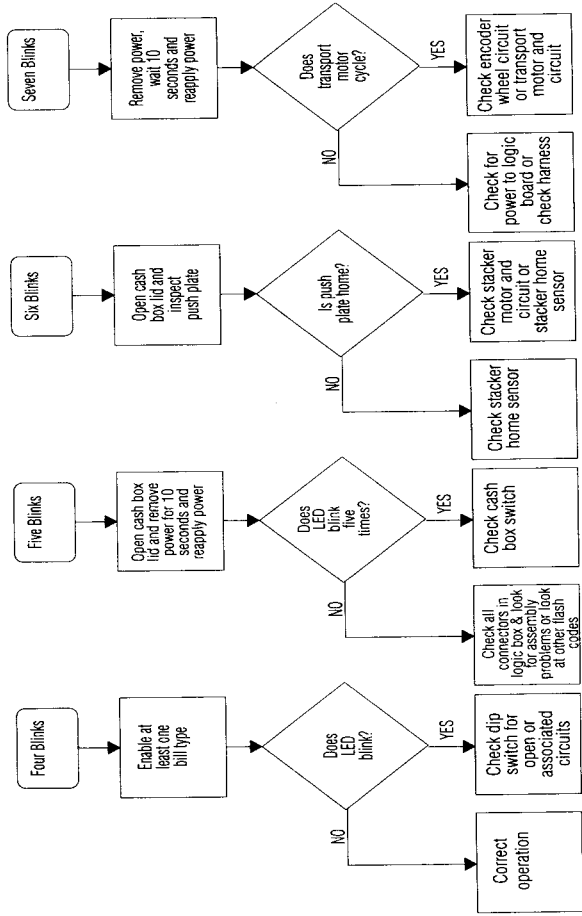 Four Blinks
Enable at
least one
bill type
Does
LED
blink?
NO
YES
Correct
operation
Check dip
switch for
open or
associated
circuits
Five Blinks
Open cash box
lid and remove
power for 10
seconds and
reapply power
Does
LED
blink
five
times?
NO
YES
Check all
connectors in
logic box & look
for assembly
problems or look
at other flash
codes
Check cash
box switch
Six Blinks
Open cash
box lid and
inspect
push plate
Is push
plate home?
NO
YES
Check stacker
home sensor
Check stacker
motor and
circuit or
stacker home
sensor
Seven Blinks
Remove power,
wait 10
seconds and
reapply power
Does
transport
motor
cycle?
NO
YES
Check for
power to logic
board or
check harness
Check encoder
wheel circuit
or transport
motor and
circuit